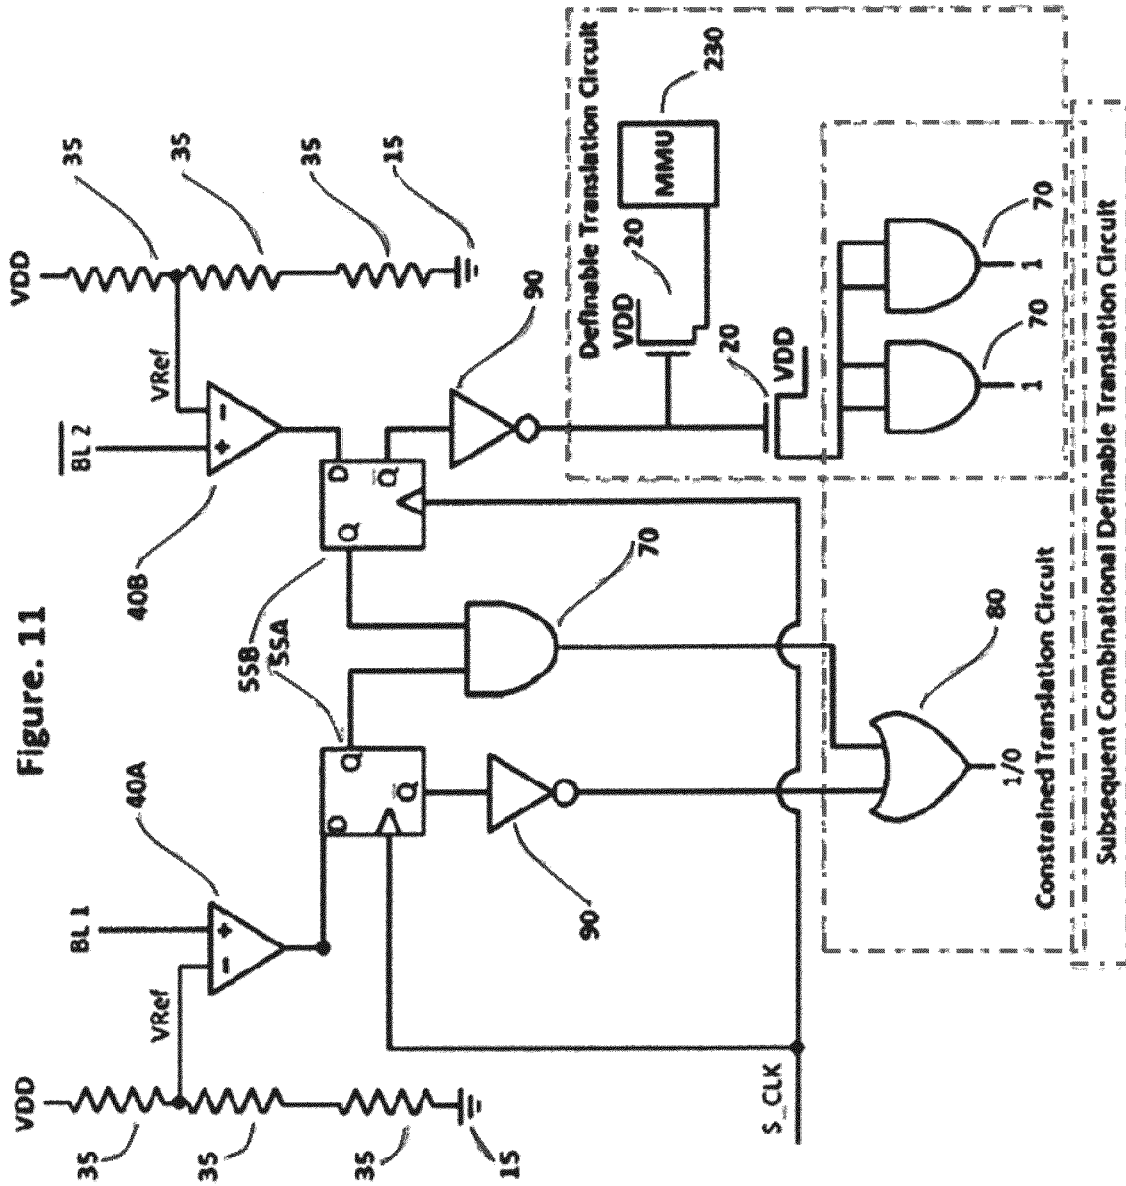 Figure. 11
VDD
35
35
35
15
VRef
BL 1
40A
D
Q
Q
90
S_CLK
55B
55A
40B
BL 2
VRef
VDD
35
35
35
15
D
Q
Q
90
70
Definable Translation Circuit
VDD
20
MMU
230
20
VDD
70
1
70
1
80
1/0
Constrained Translation Circuit
Subsequent Combinational Definable Translation Circuit